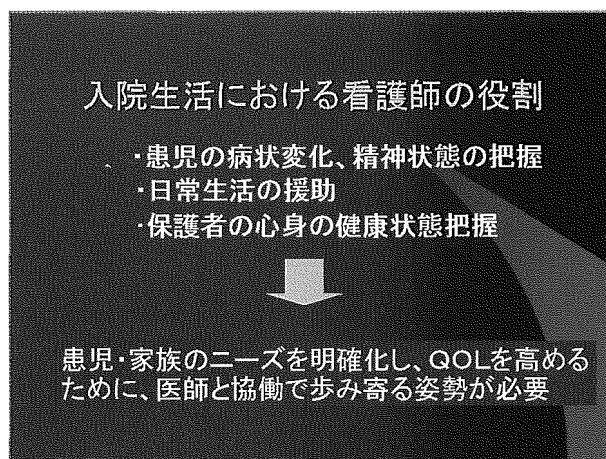 入院生活における看護師の役割
・患児の病状変化、精神状態の把握
・日常生活の援助
・保護者の心身の健康状態把握
患児・家族のニーズを明確化し、QOLを高める
ために、医師と協働で歩み寄る姿勢が必要